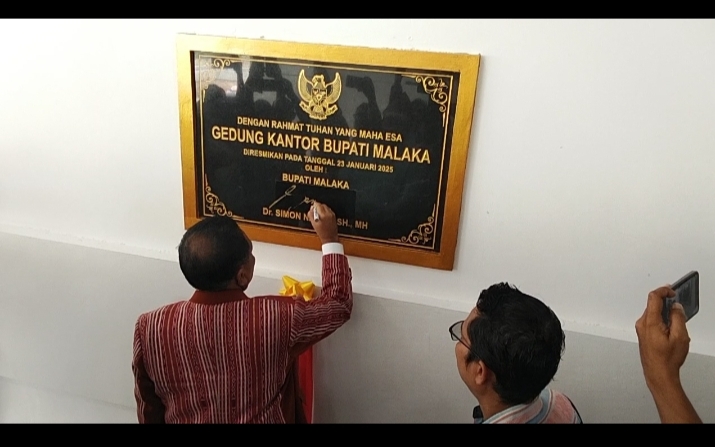 DENGAN RAHMAT TUHAN YANG MAHA ESA
GEDUNG KANTOR BUPATI MALAKA
DIRESMIKAN PADA TANGGAL 23 JANUARI 2025
OLEH :
BUPATI MALAKA
Dr. SIMON SH., MH